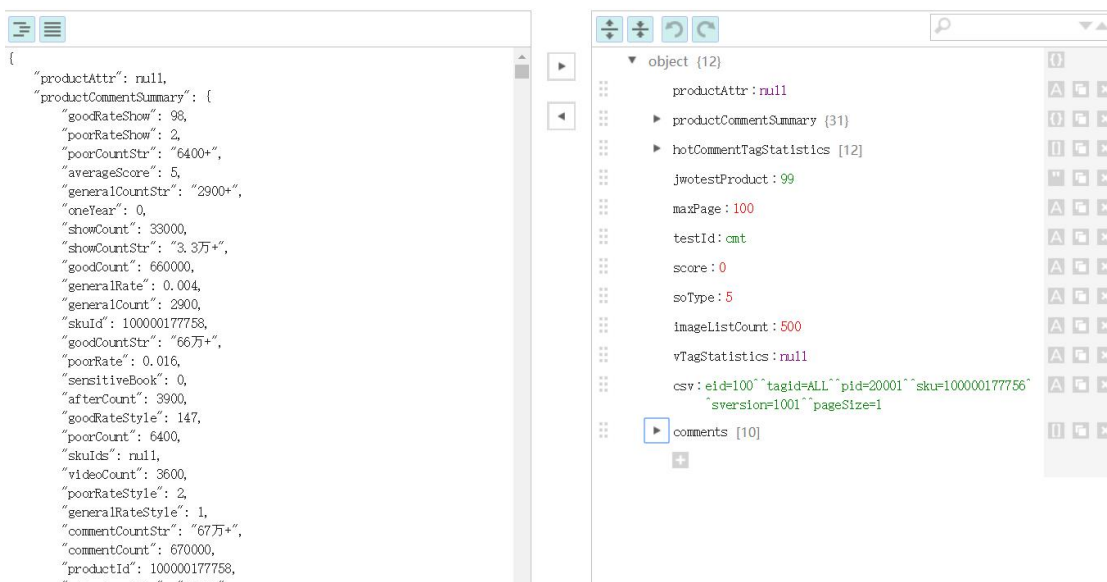 {
"productAttr": null,
"productCommentSummary": {
"goodRateShow": 98,
"poorRateShow": 2,
"poorCountStr": "6400+",
"averageScore": 5,
"generalCountStr": "2900+",
"oneYear": 0,
"showCount": 33000,
"showCountStr": "3.3万+",
"goodCount": 660000,
"generalRate": 0.004,
"generalCount": 2900,
"skuId": 100000177758,
"goodCountStr": "66万+",
"poorRate": 0.016,
"sensitiveBook": 0,
"afterCount": 3900,
"goodRateStyle": 147,
"poorCount": 6400,
"skuIds": null,
"videoCount": 3600,
"poorRateStyle": 2,
"generalRateStyle": 1,
"commentCountStr": "67万+",
"commentCount": 670000,
"productId": 100000177758,
object {12}
productAttr : null
productCommentSummary {31}
hotCommentTagStatistics [12]
jwotestProduct : 99
maxPage : 100
testId : cmt
score : 0
soType : 5
imageListCount : 500
vTagStatistics : null
csv : eid=100^^tagid=ALL^^pid=20001^^sku=100000177756^
^sversion=1001^^pageSize=1
comments [10]